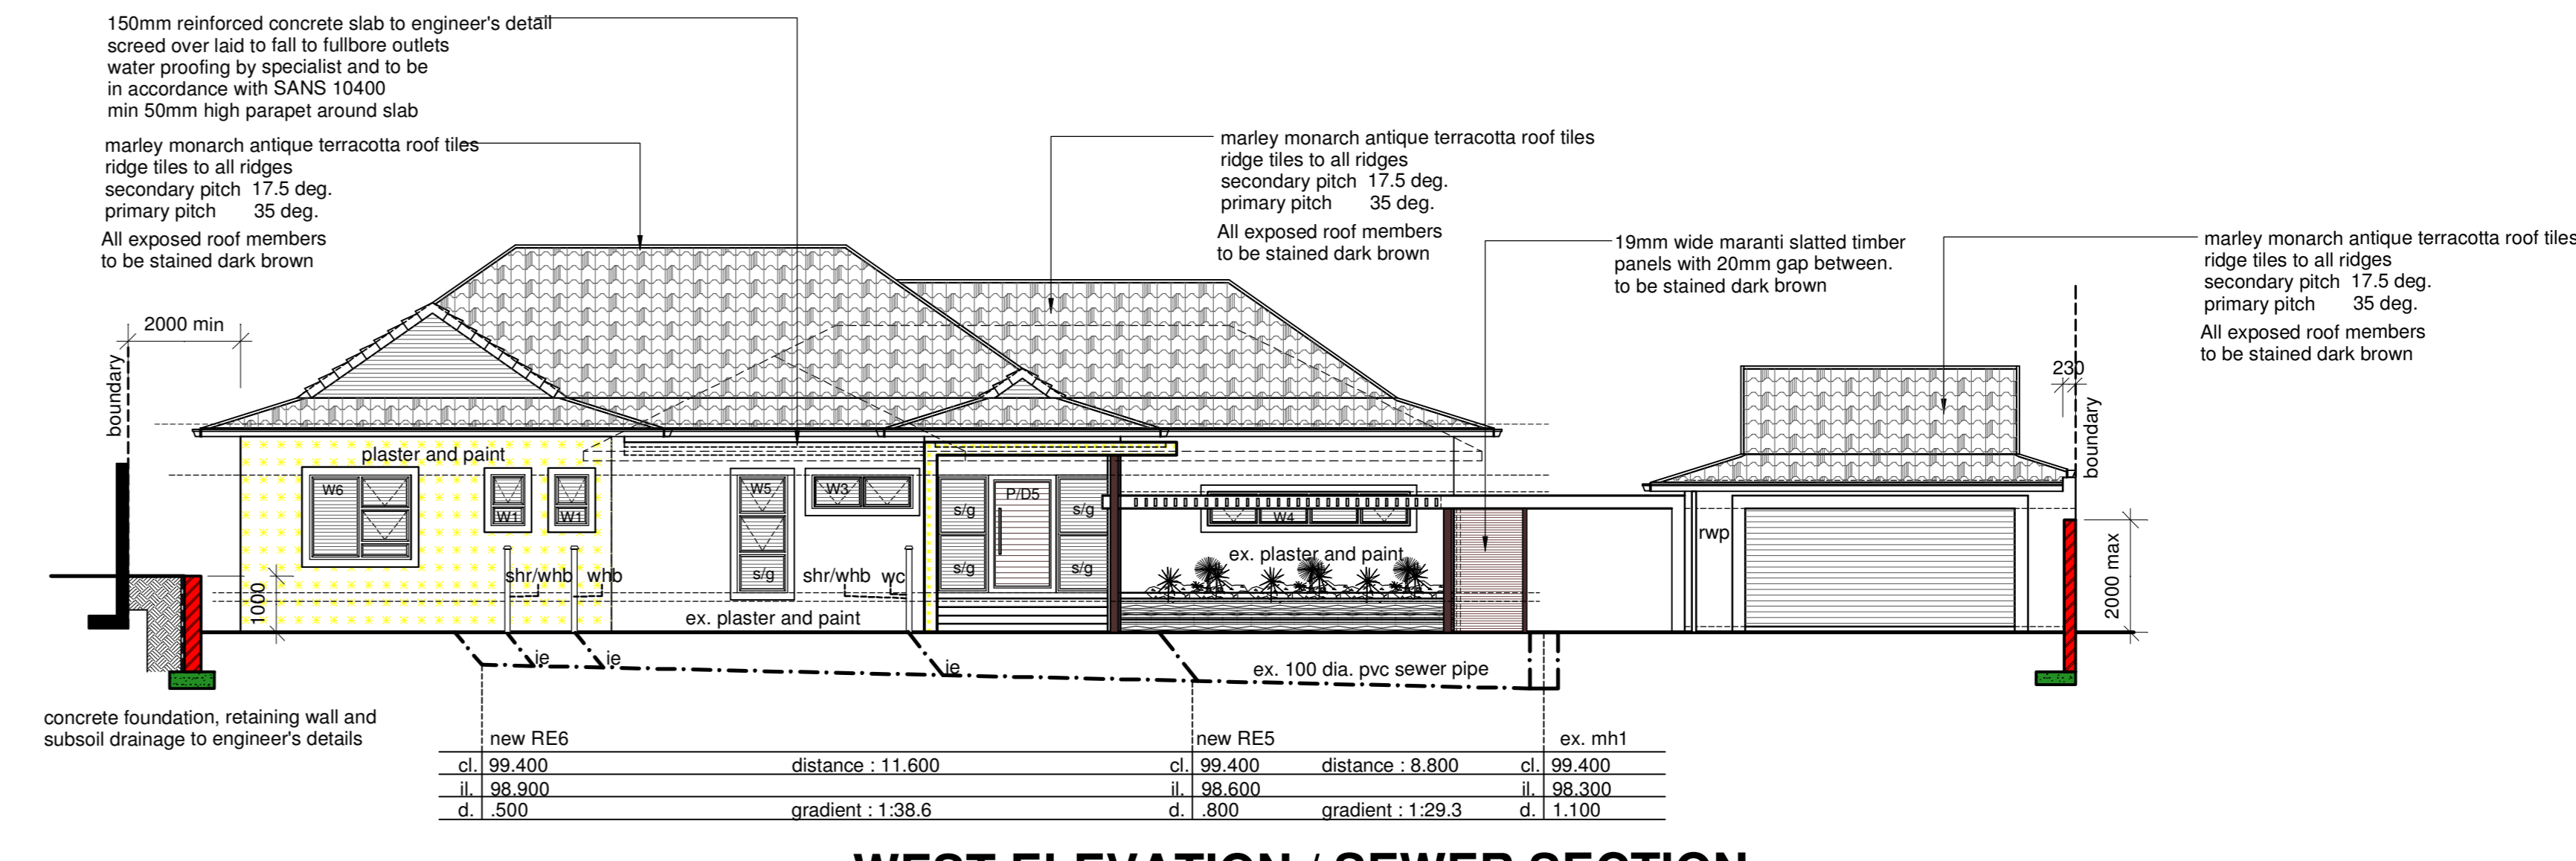 150mm reinforced concrete slab to engineer's detail
screed over laid to fall to fullbore outlets
water proofing by specialist and to be
in accordance with SANS 10400
min 50mm high parapet around slab
marley monarch antique terracotta roof tiles
ridge tiles to all ridges
secondary pitch 17.5 deg.
primary pitch 35 deg.
All exposed roof members
to be stained dark brown
marley monarch antique terracotta roof tiles
ridge tiles to all ridges
secondary pitch 17.5 deg.
primary pitch 35 deg.
All exposed roof members
to be stained dark brown
19mm wide maranti slatted timber
panels with 20mm gap between.
to be stained dark brown
marley monarch antique terracotta roof tiles
ridge tiles to all ridges
secondary pitch 17.5 deg.
primary pitch 35 deg.
All exposed roof members
to be stained dark brown
2000 min
boundary
230
boundary
plaster and paint
W6
W1
W1
W5
W3
P/D5
s/g
s/g
s/g
s/g
s/g
W4
rwp
ex. plaster and paint
shr/whb
whb
shr/whb
wc
1000
2000 max
ex. plaster and paint
ie
ie
ie
ex. 100 dia. pvc sewer pipe
concrete foundation, retaining wall and
subsoil drainage to engineer's details
new RE6
new RE5
ex. mh1
cl. 99.400 distance : 11.600 cl. 99.400 distance : 8.800 cl. 99.400
il. 98.900 il. 98.600 il. 98.300
d. .500 gradient : 1:38.6 d. .800 gradient : 1:29.3 d. 1.100
WEST ELEVATION / SEWER SECTION